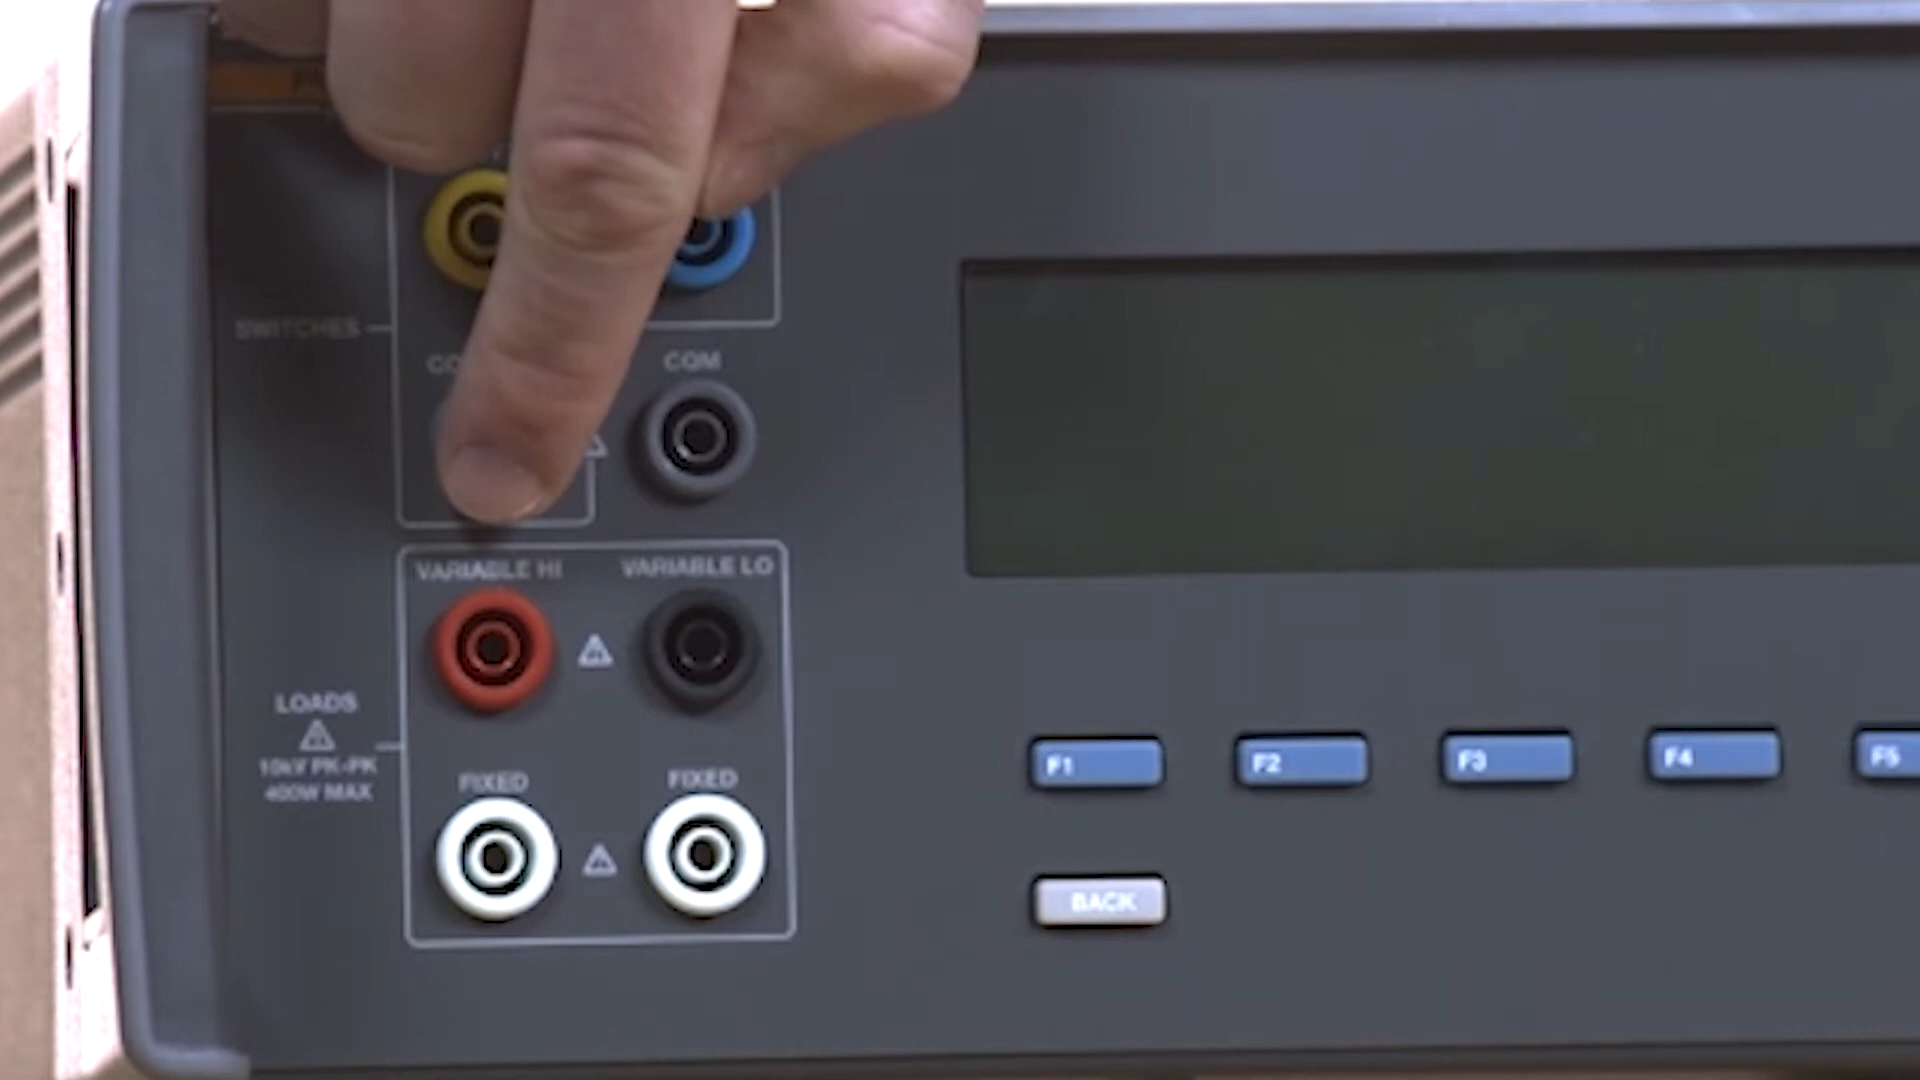 SWITCHES
COM
VARIABLE HI
VARIABLE LO
LOADS
10kV PK-PK
400W MAX
FIXED
FIXED
F1
F2
F3
F4
F5
BACK